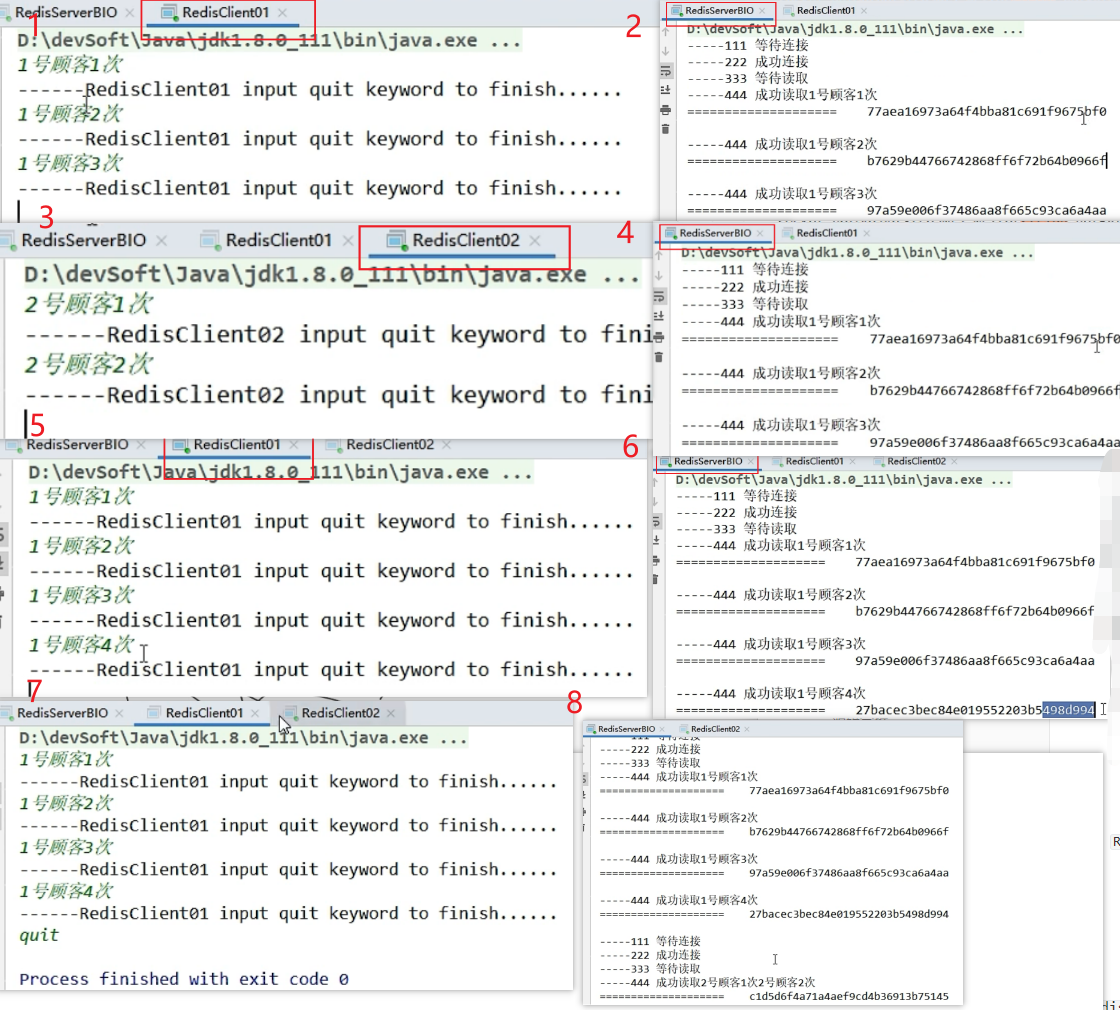 1
RedisServerBIO × RedisClient01 ×
D:\devSoft\Java\jdk1.8.0_111\bin\java.exe ...
1号顾客1次
------RedisClient01 input quit keyword to finish......
1号顾客2次
------RedisClient01 input quit keyword to finish......
1号顾客3次
------RedisClient01 input quit keyword to finish......
2
RedisServerBIO × RedisClient01 ×
D:\devSoft\Java\jdk1.8.0_111\bin\java.exe ...
-----111 等待连接
-----222 成功连接
-----333 等待读取
-----444 成功读取1号顾客1次
===================== 77aea16973a64f4bba81c691f9675bf0
-----444 成功读取1号顾客2次
===================== b7629b44766742868ff6f72b64b0966f
-----444 成功读取1号顾客3次
===================== 97a59e006f37486aa8f665c93ca6a4aa
3
RedisServerBIO × RedisClient01 × RedisClient02 ×
D:\devSoft\Java\jdk1.8.0_111\bin\java.exe ...
2号顾客1次
------RedisClient02 input quit keyword to fini
2号顾客2次
------RedisClient02 input quit keyword to fini
4
RedisServerBIO × RedisClient01 ×
D:\devSoft\Java\jdk1.8.0_111\bin\java.exe ...
-----111 等待连接
-----222 成功连接
-----333 等待读取
-----444 成功读取1号顾客1次
===================== 77aea16973a64f4bba81c691f9675bf0
-----444 成功读取1号顾客2次
===================== b7629b44766742868ff6f72b64b0966f
-----444 成功读取1号顾客3次
===================== 97a59e006f37486aa8f665c93ca6a4aa
5
RedisServerBIO × RedisClient01 × RedisClient02 ×
D:\devSoft\Java\jdk1.8.0_111\bin\java.exe ...
1号顾客1次
------RedisClient01 input quit keyword to finish......
1号顾客2次
------RedisClient01 input quit keyword to finish......
1号顾客3次
------RedisClient01 input quit keyword to finish......
1号顾客4次
------RedisClient01 input quit keyword to finish......
6
RedisServerBIO × RedisClient01 × RedisClient02 ×
D:\devSoft\Java\jdk1.8.0_111\bin\java.exe ...
-----111 等待连接
-----222 成功连接
-----333 等待读取
-----444 成功读取1号顾客1次
===================== 77aea16973a64f4bba81c691f9675bf0
-----444 成功读取1号顾客2次
===================== b7629b44766742868ff6f72b64b0966f
-----444 成功读取1号顾客3次
===================== 97a59e006f37486aa8f665c93ca6a4aa
-----444 成功读取1号顾客4次
===================== 27bacec3bec84e019552203b5498d994
7
RedisServerBIO × RedisClient01 × RedisClient02 ×
D:\devSoft\Java\jdk1.8.0_111\bin\java.exe ...
1号顾客1次
------RedisClient01 input quit keyword to finish......
1号顾客2次
------RedisClient01 input quit keyword to finish......
1号顾客3次
------RedisClient01 input quit keyword to finish......
1号顾客4次
------RedisClient01 input quit keyword to finish......
quit
Process finished with exit code 0
8
RedisServerBIO × RedisClient02 ×
-----111 等待连接
-----222 成功连接
-----333 等待读取
-----444 成功读取1号顾客1次
===================== 77aea16973a64f4bba81c691f9675bf0
-----444 成功读取1号顾客2次
===================== b7629b44766742868ff6f72b64b0966f
-----444 成功读取1号顾客3次
===================== 97a59e006f37486aa8f665c93ca6a4aa
-----444 成功读取1号顾客4次
===================== 27bacec3bec84e019552203b5498d994
-----111 等待连接
-----222 成功连接
-----333 等待读取
-----444 成功读取2号顾客1次2号顾客2次
===================== c1d5d6f4a71a4aef9cd4b36913b75145